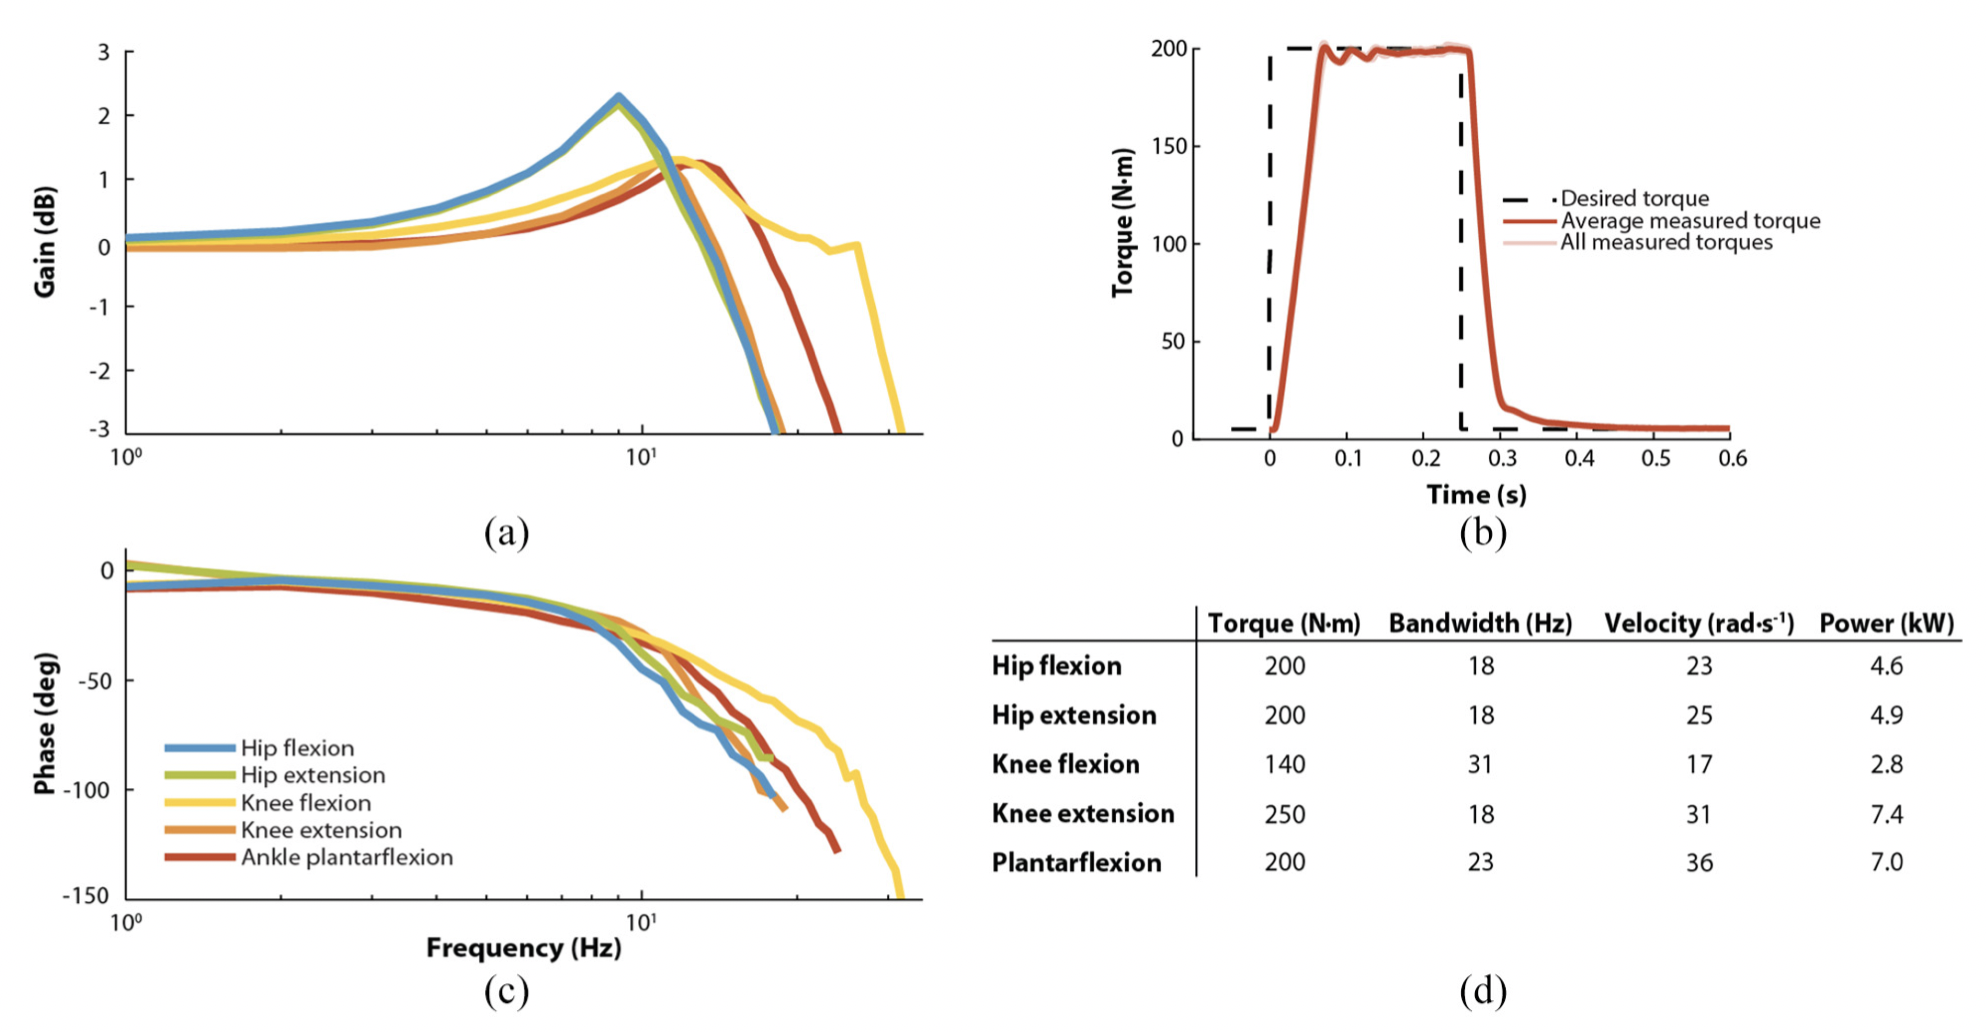 3
2
1
0
-1
-2
-3
Gain (dB)
10⁰
10¹
(a)
200
150
100
50
0
Torque (N·m)
Desired torque
Average measured torque
All measured torques
0
0.1
0.2
0.3
0.4
0.5
0.6
Time (s)
(b)
0
-50
-100
-150
Phase (deg)
Hip flexion
Hip extension
Knee flexion
Knee extension
Ankle plantarflexion
10⁰
10¹
Frequency (Hz)
(c)
Torque (N·m) Bandwidth (Hz) Velocity (rad·s⁻¹) Power (kW)
Hip flexion 200 18 23 4.6
Hip extension 200 18 25 4.9
Knee flexion 140 31 17 2.8
Knee extension 250 18 31 7.4
Plantarflexion 200 23 36 7.0
(d)